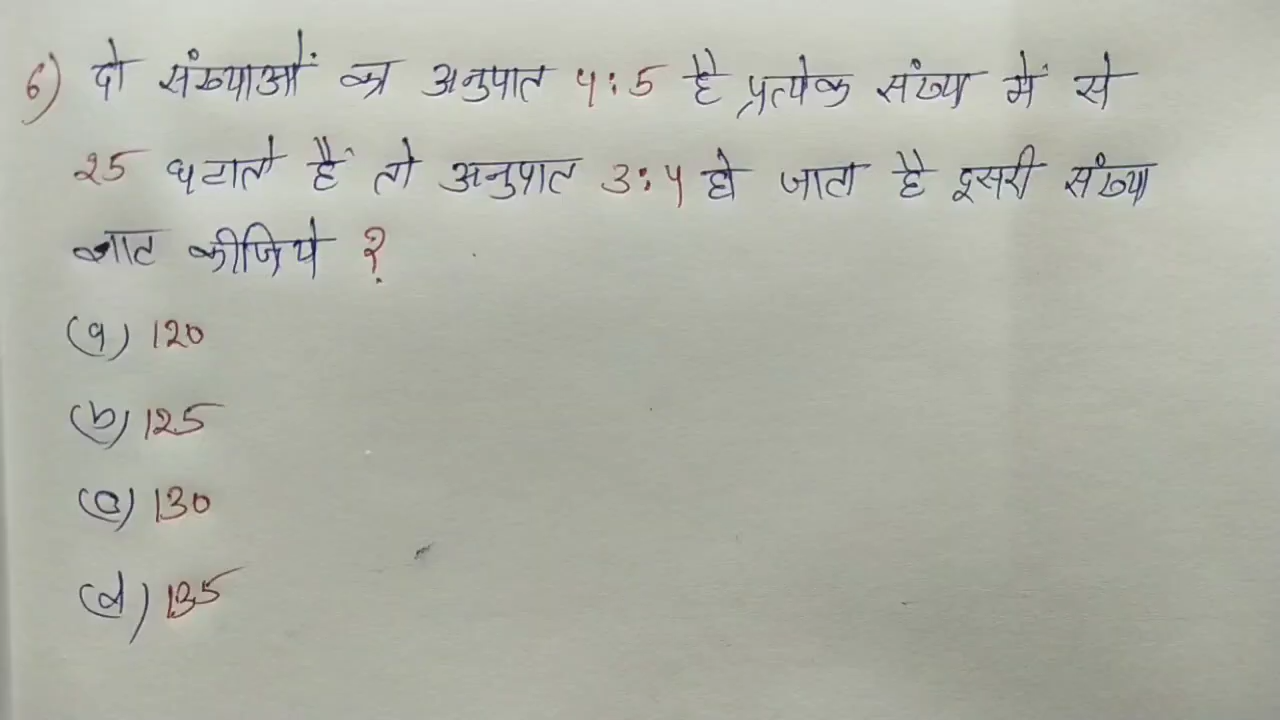 6) दो संख्याओं का अनुपात 4:5 है प्रत्येक संख्या में से
25 घटाते हैं तो अनुपात 3:4 हो जाता है दूसरी संख्या
ज्ञात कीजिये ?
(a) 120
(b) 125
(c) 130
(d) 135